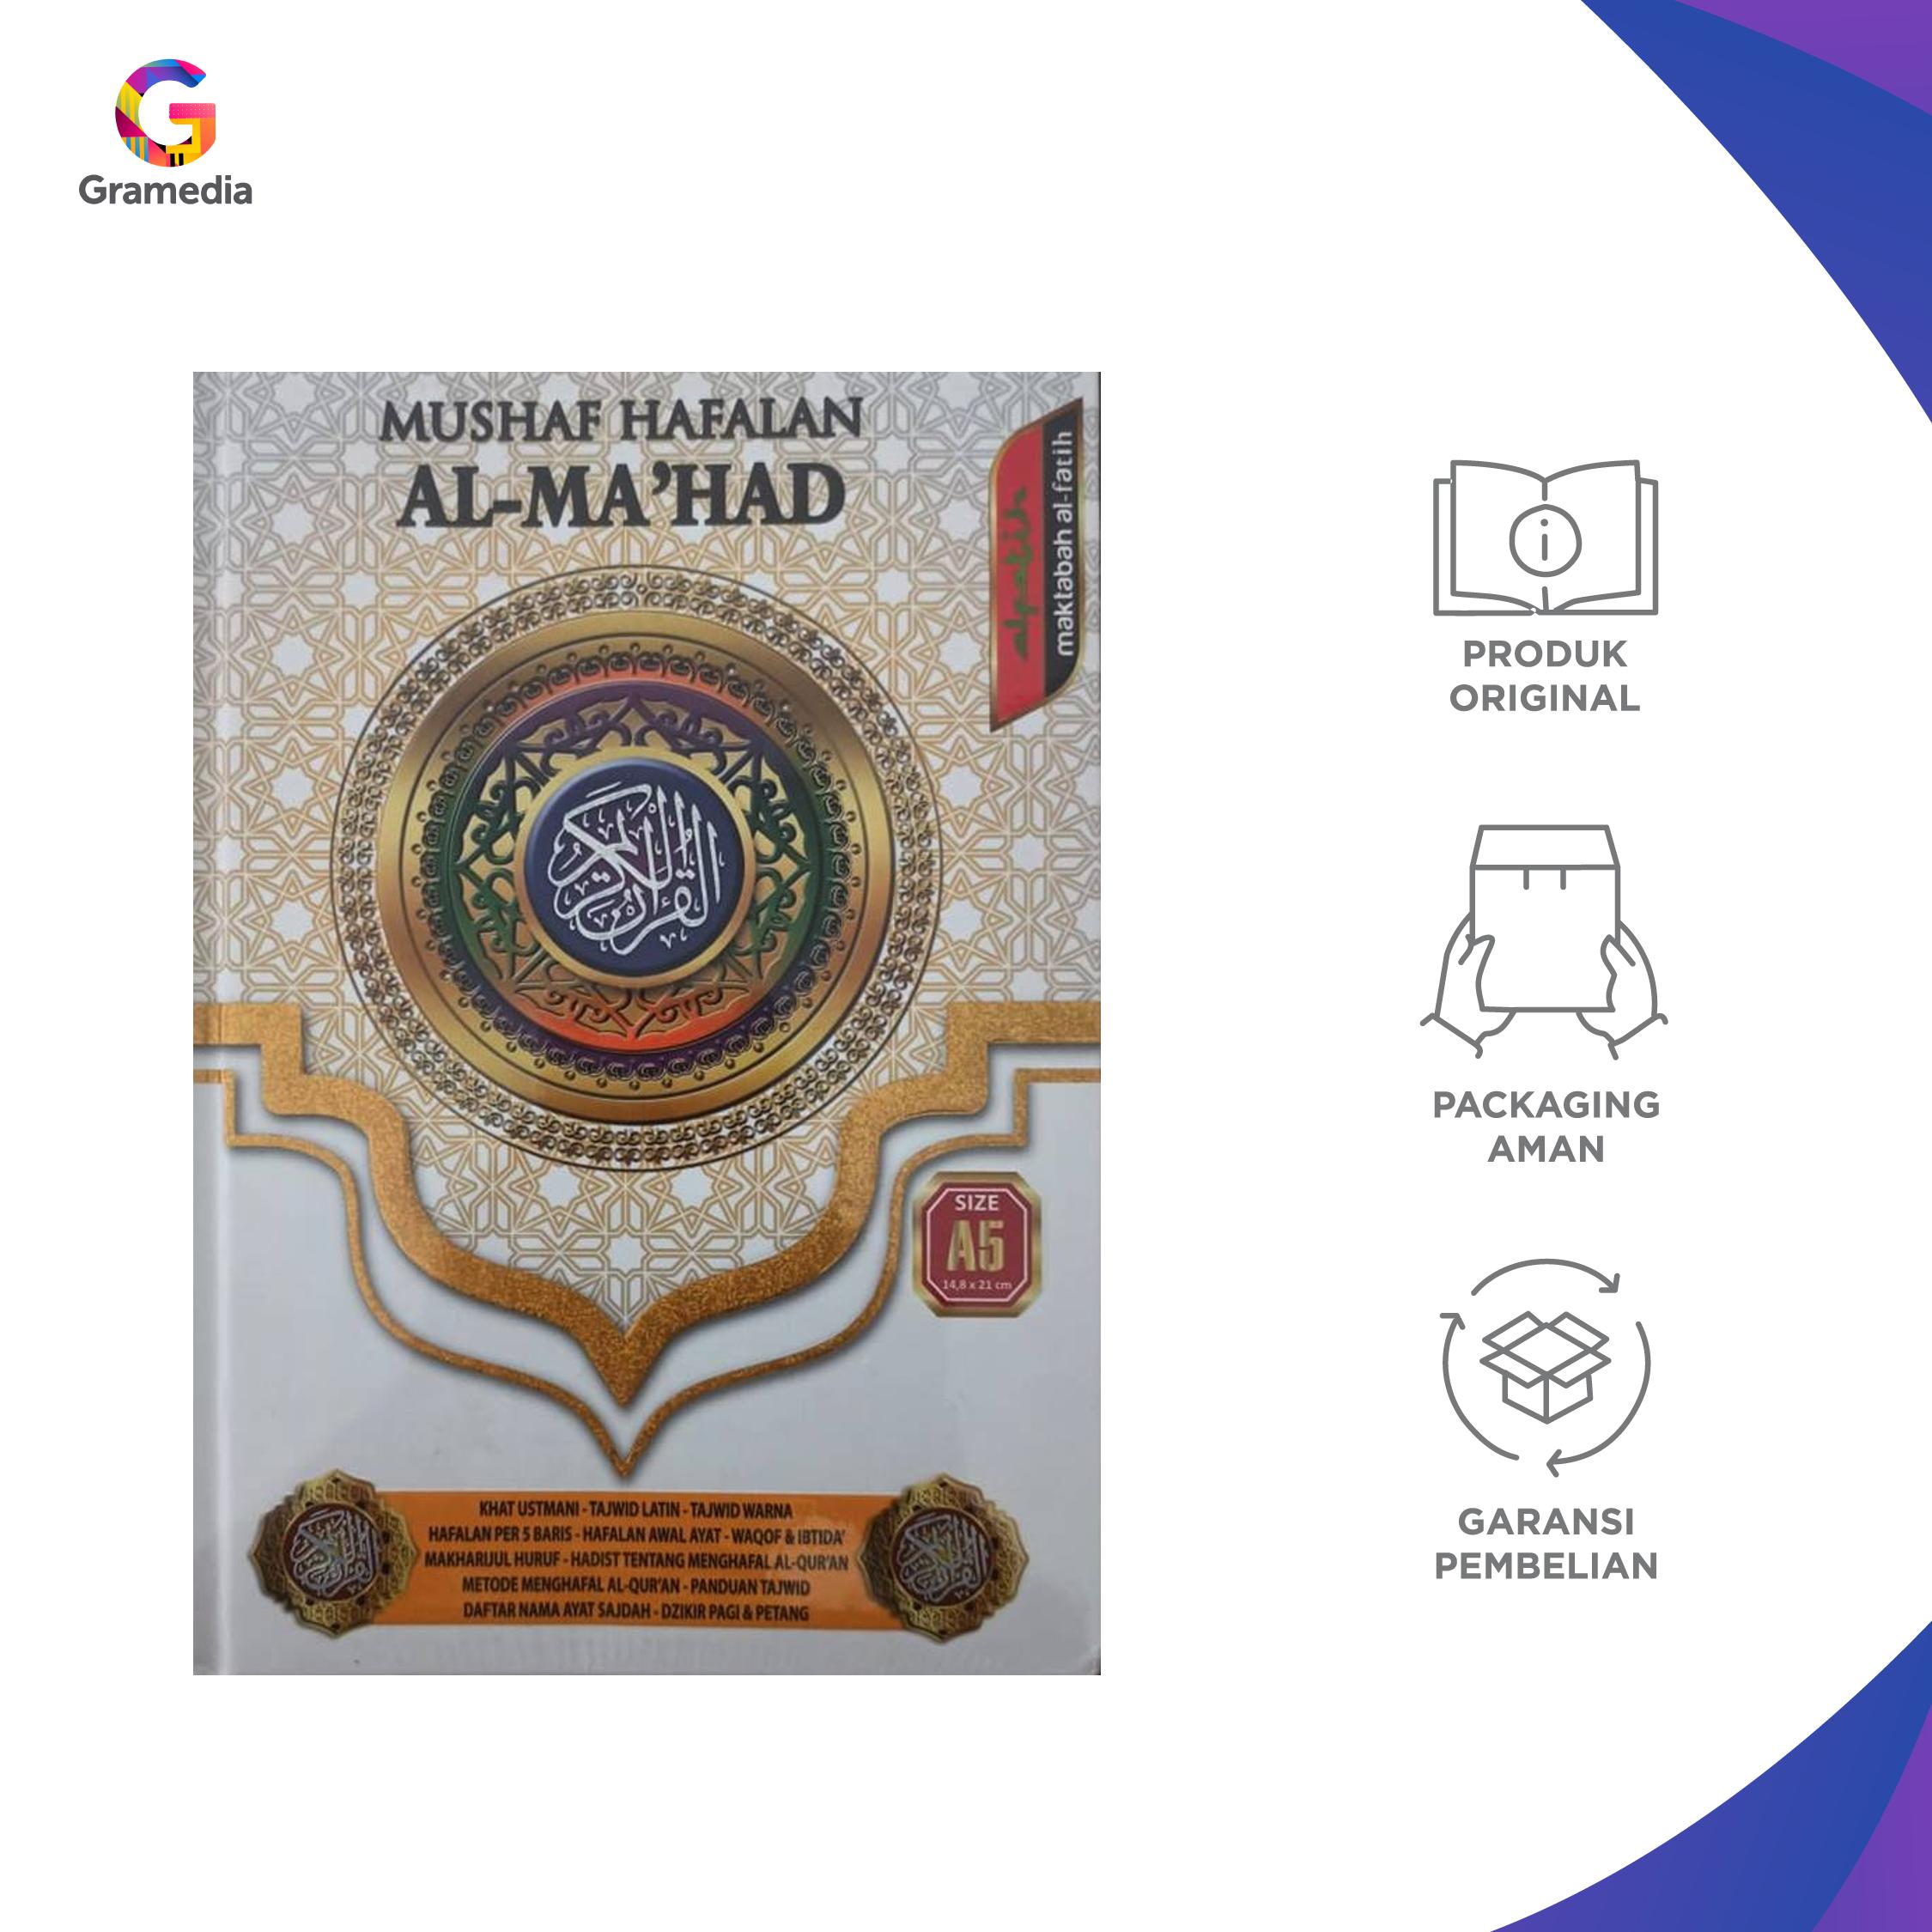 Gramedia
MUSHAF HAFALAN
AL-MA'HAD
alfatih
maktabah al-fatih
القرآن الكريم
SIZE
A5
14,8 x 21 cm
KHAT USTMANI - TAJWID LATIN - TAJWID WARNA
HAFALAN PER 5 BARIS - HAFALAN AWAL AYAT - WAQOF & IBTIDA'
MAKHARIJUL HURUF - HADIST TENTANG MENGHAFAL AL-QUR'AN
METODE MENGHAFAL AL-QUR'AN - PANDUAN TAJWID
DAFTAR NAMA AYAT SAJDAH - DZIKIR PAGI & PETANG
PRODUK
ORIGINAL
PACKAGING
AMAN
GARANSI
PEMBELIAN